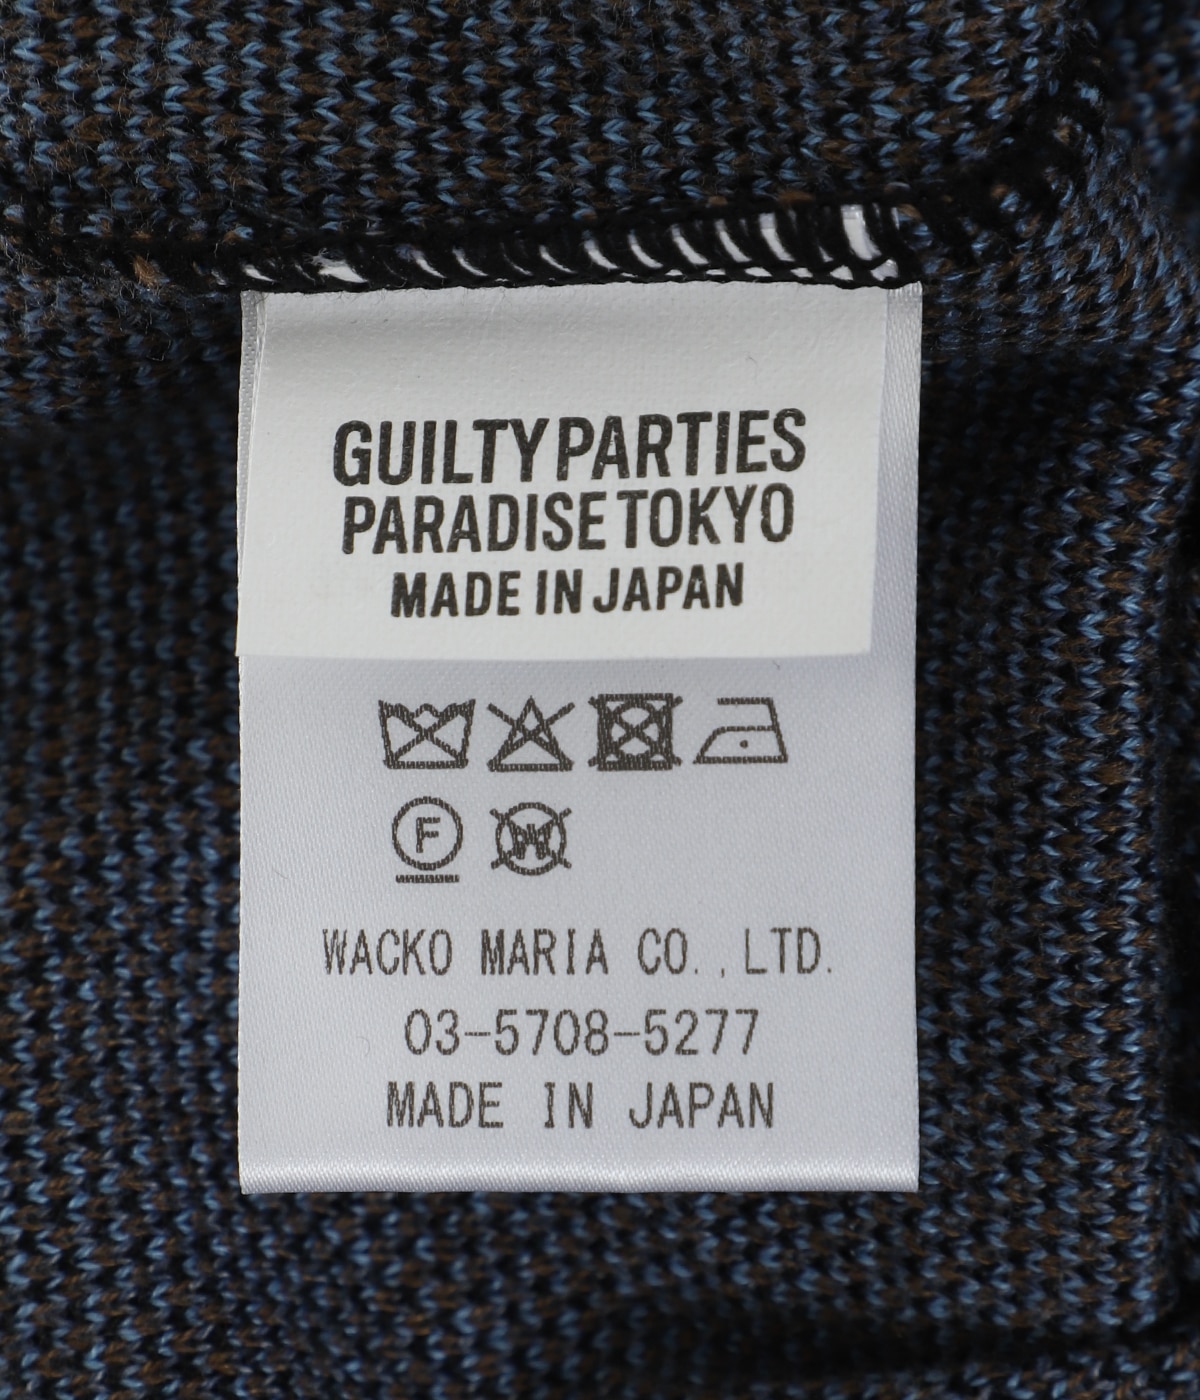 GUILTY PARTIES
PARADISE TOKYO
MADE IN JAPAN
F W
WACKO MARIA CO.,LTD.
03-5708-5277
MADE IN JAPAN